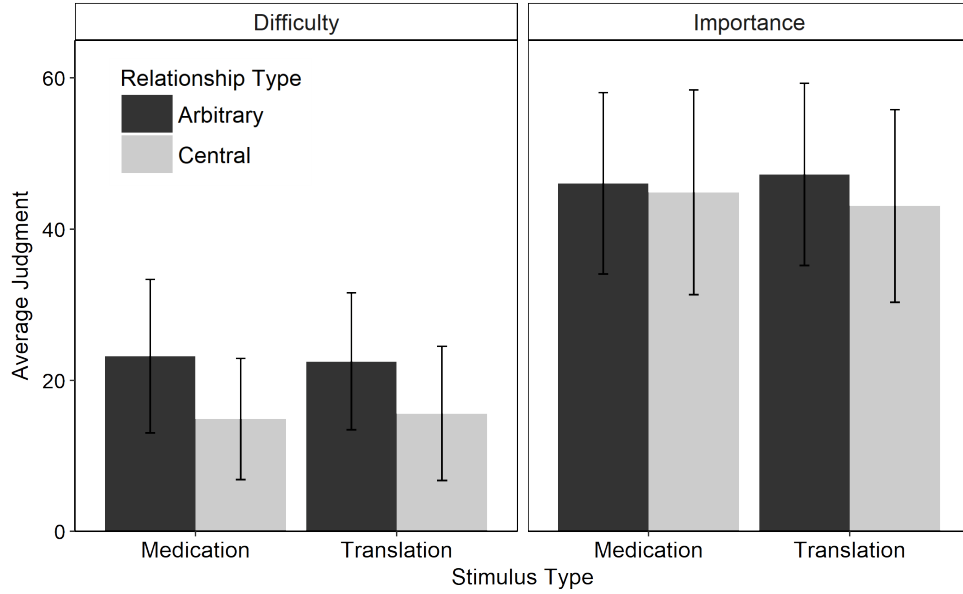 Difficulty
Importance
Relationship Type
Arbitrary
Central
Average Judgment
60
40
20
0
Medication
Translation
Medication
Translation
Stimulus Type